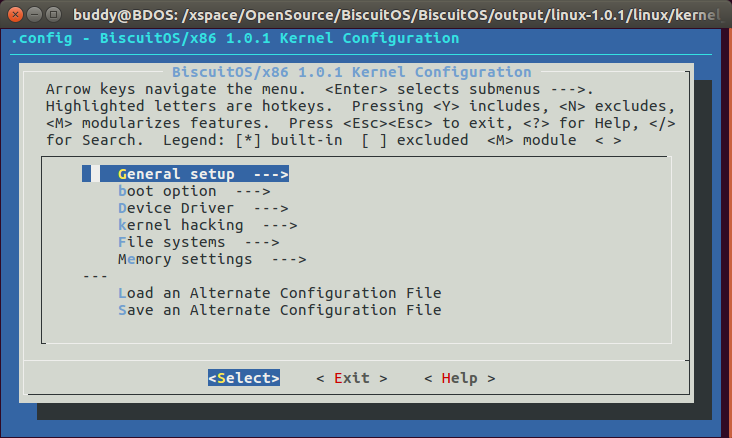 buddy@BDOS: /xspace/OpenSource/BiscuitOS/BiscuitOS/output/linux-1.0.1/linux/kernel
.config - BiscuitOS/x86 1.0.1 Kernel Configuration
BiscuitOS/x86 1.0.1 Kernel Configuration
Arrow keys navigate the menu. <Enter> selects submenus --->.
Highlighted letters are hotkeys. Pressing <Y> includes, <N> excludes,
<M> modularizes features. Press <Esc><Esc> to exit, <?> for Help, </>
for Search. Legend: [*] built-in [ ] excluded <M> module < >
General setup --->
boot option --->
Device Driver --->
kernel hacking --->
File systems --->
Memory settings --->
---
Load an Alternate Configuration File
Save an Alternate Configuration File
<Select> < Exit > < Help >